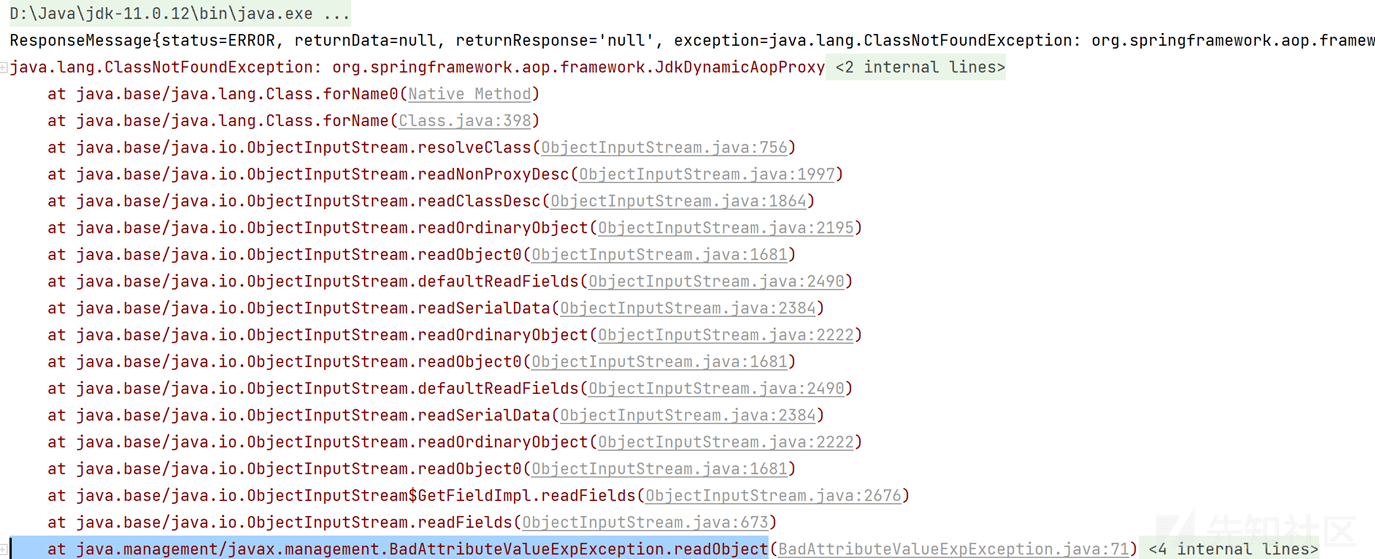 D:\Java\jdk-11.0.12\bin\java.exe ...
ResponseMessage{status=ERROR, returnData=null, returnResponse='null', exception=java.lang.ClassNotFoundException: org.springframework.aop.framew
java.lang.ClassNotFoundException: org.springframework.aop.framework.JdkDynamicAopProxy <2 internal lines>
at java.base/java.lang.Class.forName0(Native Method)
at java.base/java.lang.Class.forName(Class.java:398)
at java.base/java.io.ObjectInputStream.resolveClass(ObjectInputStream.java:756)
at java.base/java.io.ObjectInputStream.readNonProxyDesc(ObjectInputStream.java:1997)
at java.base/java.io.ObjectInputStream.readClassDesc(ObjectInputStream.java:1864)
at java.base/java.io.ObjectInputStream.readOrdinaryObject(ObjectInputStream.java:2195)
at java.base/java.io.ObjectInputStream.readObject0(ObjectInputStream.java:1681)
at java.base/java.io.ObjectInputStream.defaultReadFields(ObjectInputStream.java:2490)
at java.base/java.io.ObjectInputStream.readSerialData(ObjectInputStream.java:2384)
at java.base/java.io.ObjectInputStream.readOrdinaryObject(ObjectInputStream.java:2222)
at java.base/java.io.ObjectInputStream.readObject0(ObjectInputStream.java:1681)
at java.base/java.io.ObjectInputStream.defaultReadFields(ObjectInputStream.java:2490)
at java.base/java.io.ObjectInputStream.readSerialData(ObjectInputStream.java:2384)
at java.base/java.io.ObjectInputStream.readOrdinaryObject(ObjectInputStream.java:2222)
at java.base/java.io.ObjectInputStream.readObject0(ObjectInputStream.java:1681)
at java.base/java.io.ObjectInputStream$GetFieldImpl.readFields(ObjectInputStream.java:2676)
at java.base/java.io.ObjectInputStream.readFields(ObjectInputStream.java:673)
at java.management/javax.management.BadAttributeValueExpException.readObject(BadAttributeValueExpException.java:71) <4 internal lines>
先知社区